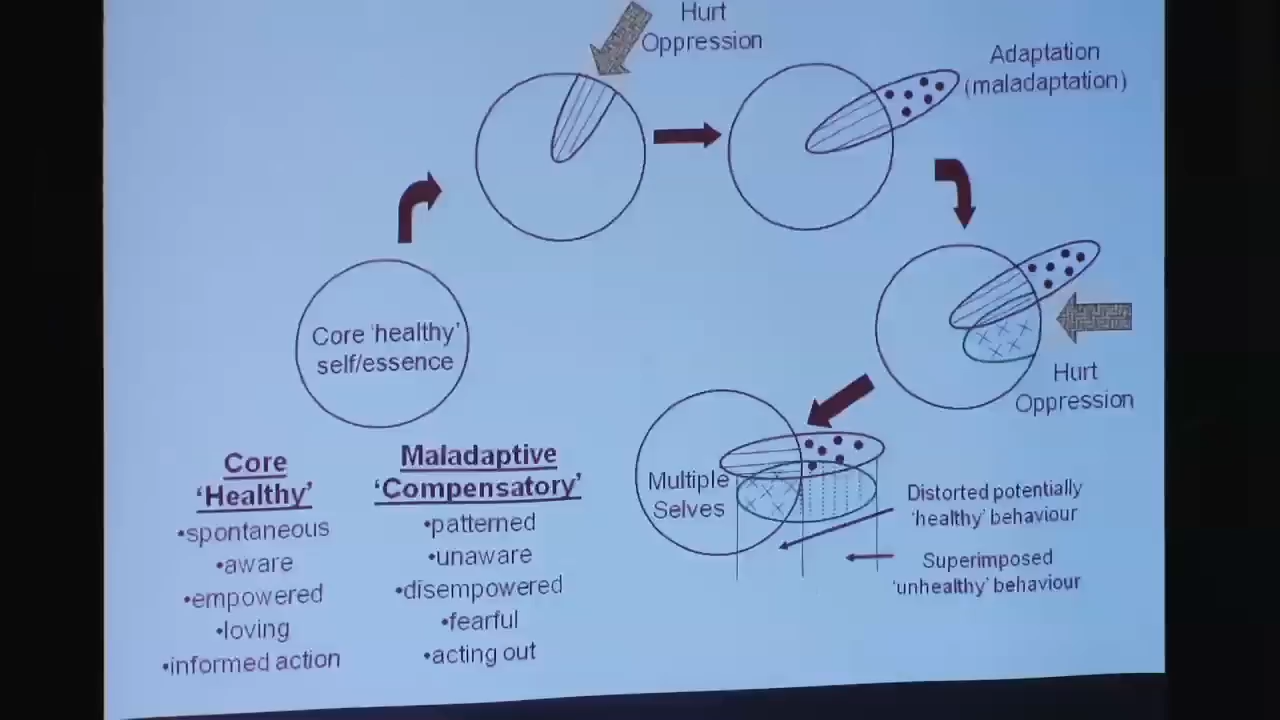 Hurt
Oppression
Adaptation
(maladaptation)
Core 'healthy'
self/essence
Hurt
Oppression
Multiple
Selves
Distorted potentially
'healthy' behaviour
Superimposed
'unhealthy' behaviour
Core
'Healthy'
•spontaneous
•aware
•empowered
•loving
•informed action
Maladaptive
'Compensatory'
•patterned
•unaware
•disempowered
•fearful
•acting out